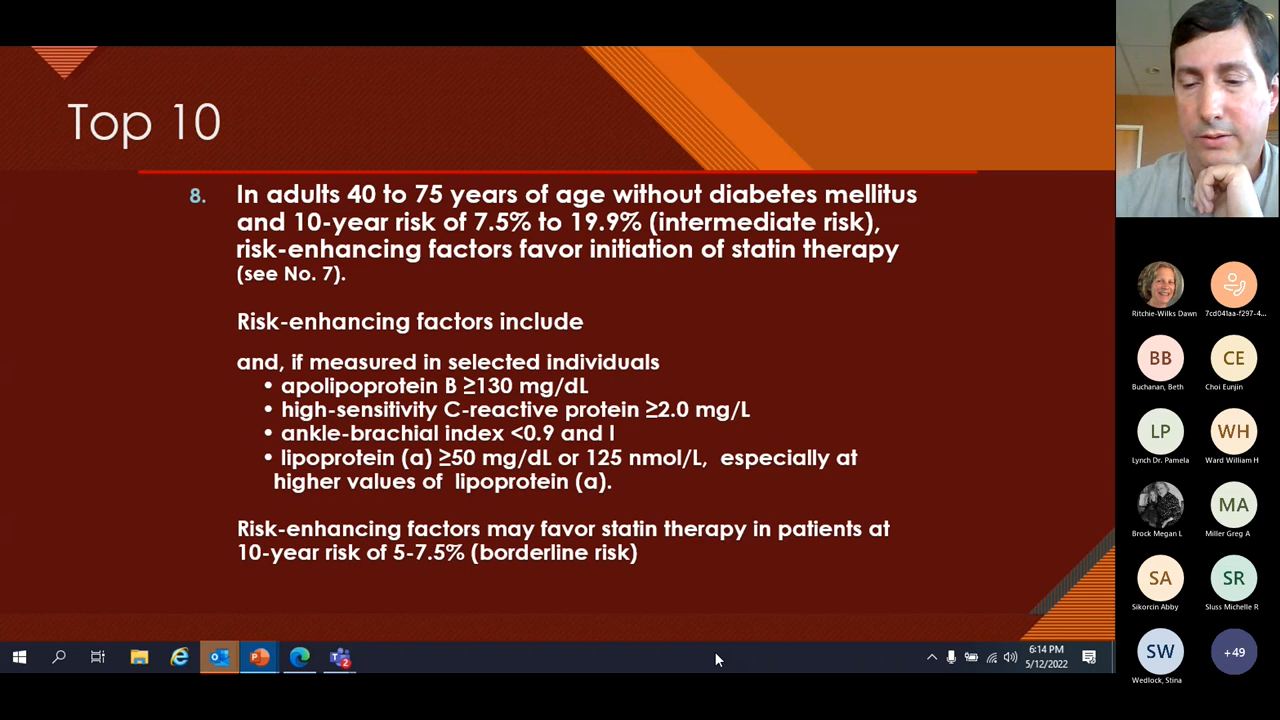 Top 10
8. In adults 40 to 75 years of age without diabetes mellitus
and 10-year risk of 7.5% to 19.9% (intermediate risk),
risk-enhancing factors favor initiation of statin therapy
(see No. 7).
Risk-enhancing factors include
and, if measured in selected individuals
• apolipoprotein B ≥130 mg/dL
• high-sensitivity C-reactive protein ≥2.0 mg/L
• ankle-brachial index <0.9 and l
• lipoprotein (a) ≥50 mg/dL or 125 nmol/L, especially at
higher values of lipoprotein (a).
Risk-enhancing factors may favor statin therapy in patients at
10-year risk of 5-7.5% (borderline risk)
Ritchie-Wilks Dawn
7cd041aa-f297-4...
BB
Buchanan, Beth
CE
Choi Eunjin
LP
Lynch Dr. Pamela
WH
Ward William H
Brock Megan L
MA
Miller Greg A
SA
Sikorcin Abby
SR
Sluss Michelle R
SW
Wedlock, Stina
+49
2
6:14 PM
5/12/2022